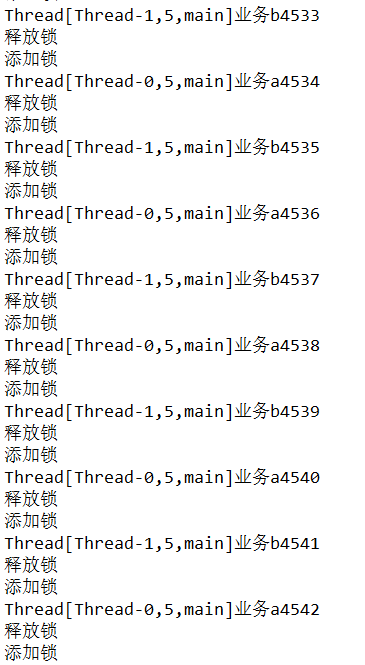 Thread[Thread-1,5,main]业务b4533
释放锁
添加锁
Thread[Thread-0,5,main]业务a4534
释放锁
添加锁
Thread[Thread-1,5,main]业务b4535
释放锁
添加锁
Thread[Thread-0,5,main]业务a4536
释放锁
添加锁
Thread[Thread-1,5,main]业务b4537
释放锁
添加锁
Thread[Thread-0,5,main]业务a4538
释放锁
添加锁
Thread[Thread-1,5,main]业务b4539
释放锁
添加锁
Thread[Thread-0,5,main]业务a4540
释放锁
添加锁
Thread[Thread-1,5,main]业务b4541
释放锁
添加锁
Thread[Thread-0,5,main]业务a4542
释放锁
添加锁